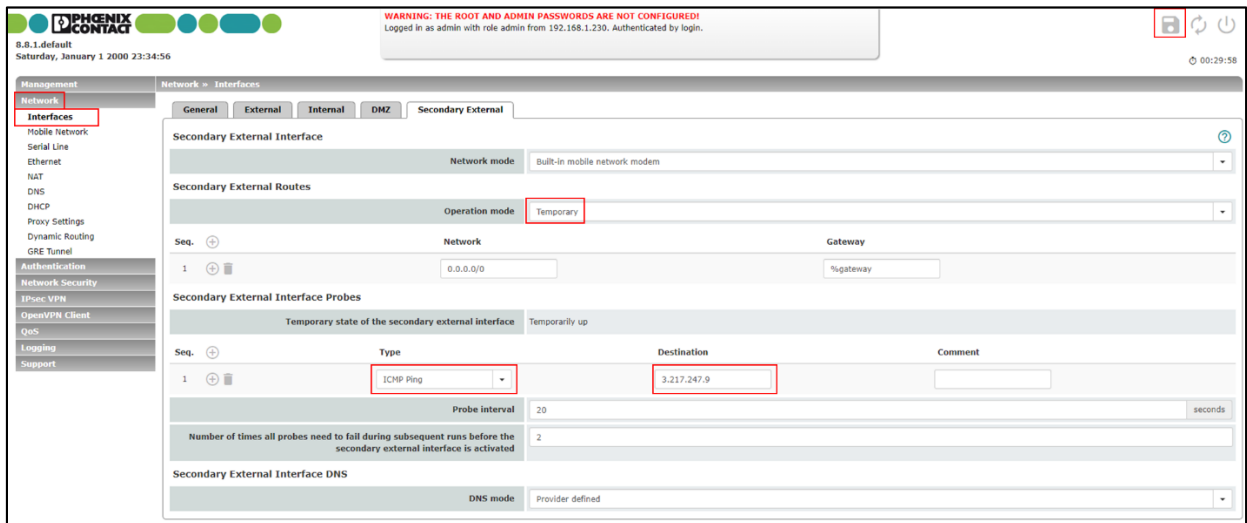 PHŒNIX
CONTACT
WARNING: THE ROOT AND ADMIN PASSWORDS ARE NOT CONFIGURED!
Logged in as admin with role admin from 192.168.1.230. Authenticated by login.
8.8.1.default
Saturday, January 1 2000 23:34:56
00:29:58
Management
Network
Interfaces
Mobile Network
Serial Line
Ethernet
NAT
DNS
DHCP
Proxy Settings
Dynamic Routing
GRE Tunnel
Authentication
Network Security
IPsec VPN
OpenVPN Client
QoS
Logging
Support
Network » Interfaces
General External Internal DMZ Secondary External
Secondary External Interface
Network mode Built-in mobile network modem
Secondary External Routes
Operation mode Temporary
Seq. Network Gateway
1 0.0.0.0/0 %gateway
Secondary External Interface Probes
Temporary state of the secondary external interface Temporarily up
Seq. Type Destination Comment
1 ICMP Ping 3.217.247.9
Probe interval 20 seconds
Number of times all probes need to fail during subsequent runs before the 2
secondary external interface is activated
Secondary External Interface DNS
DNS mode Provider defined